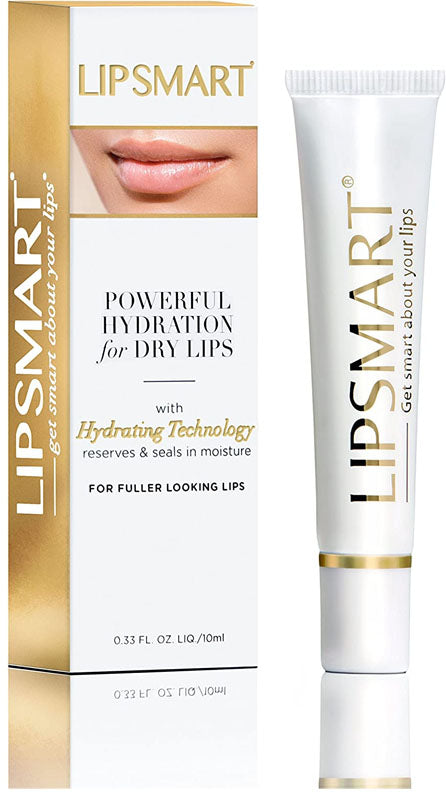 LIPSMART®
POWERFUL
HYDRATION
for DRY LIPS
with
Hydrating Technology
reserves & seals in moisture
FOR FULLER LOOKING LIPS
0.33 FL. OZ. LIQ./10ml
LIPSMART®
get smart about your lips®
LIPSMART®
Get smart about your lips
0.33 FL. OZ. LIQ./10ml